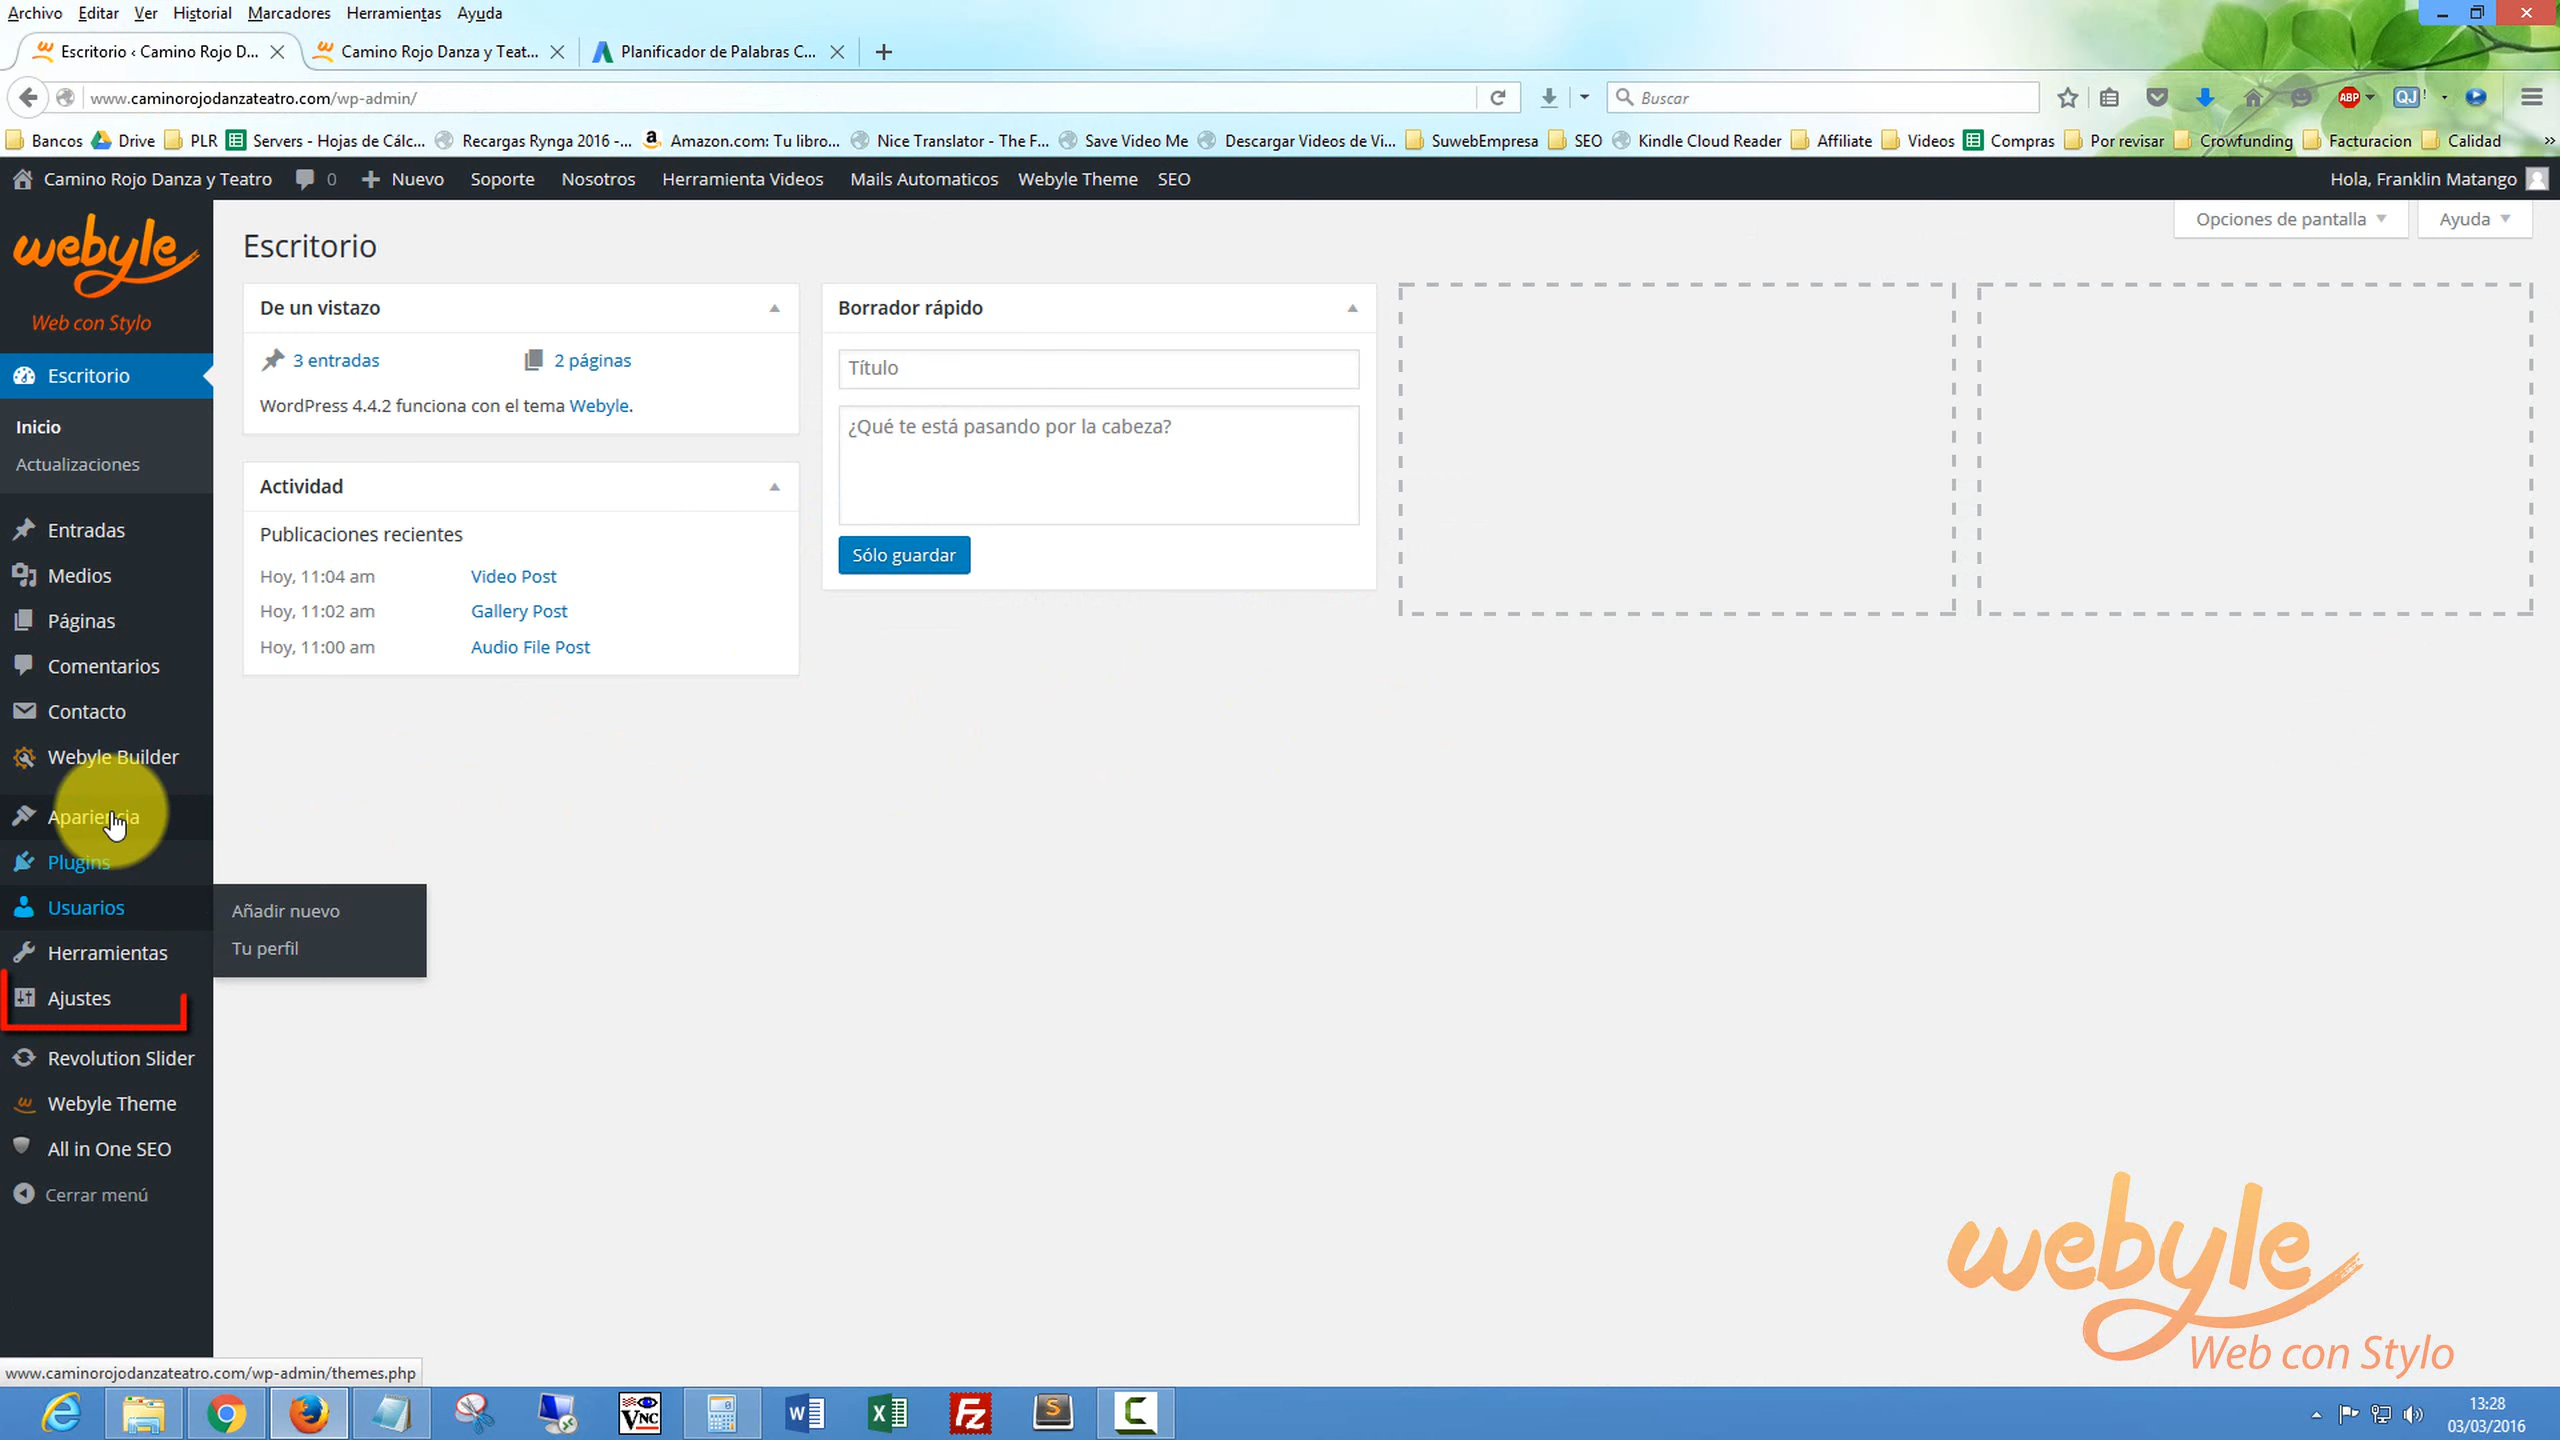 Archivo Editar Ver Historial Marcadores Herramientas Ayuda
Escritorio ‹ Camino Rojo D... Camino Rojo Danza y Teat... Planificador de Palabras C...
www.caminorojodanzateatro.com/wp-admin/ Buscar ABP QJ !
Bancos Drive PLR Servers - Hojas de Cálc... Recargas Rynga 2016 -... Amazon.com: Tu libro... Nice Translator - The F... Save Video Me Descargar Videos de Vi... SuwebEmpresa SEO Kindle Cloud Reader Affiliate Videos Compras Por revisar Crowfunding Facturacion Calidad
Camino Rojo Danza y Teatro 0 Nuevo Soporte Nosotros Herramienta Videos Mails Automaticos Webyle Theme SEO Hola, Franklin Matango
webyle
Web con Stylo
Escritorio
Inicio
Actualizaciones
Entradas
Medios
Páginas
Comentarios
Contacto
Webyle Builder
Apariencia
Plugins
Usuarios
Herramientas
Ajustes
Revolution Slider
Webyle Theme
All in One SEO
Cerrar menú
Añadir nuevo
Tu perfil
Opciones de pantalla Ayuda
Escritorio
De un vistazo
3 entradas 2 páginas
WordPress 4.4.2 funciona con el tema Webyle.
Actividad
Publicaciones recientes
Hoy, 11:04 am Video Post
Hoy, 11:02 am Gallery Post
Hoy, 11:00 am Audio File Post
Borrador rápido
Título
¿Qué te está pasando por la cabeza?
Sólo guardar
webyle
Web con Stylo
www.caminorojodanzateatro.com/wp-admin/themes.php
VNC
13:28
03/03/2016